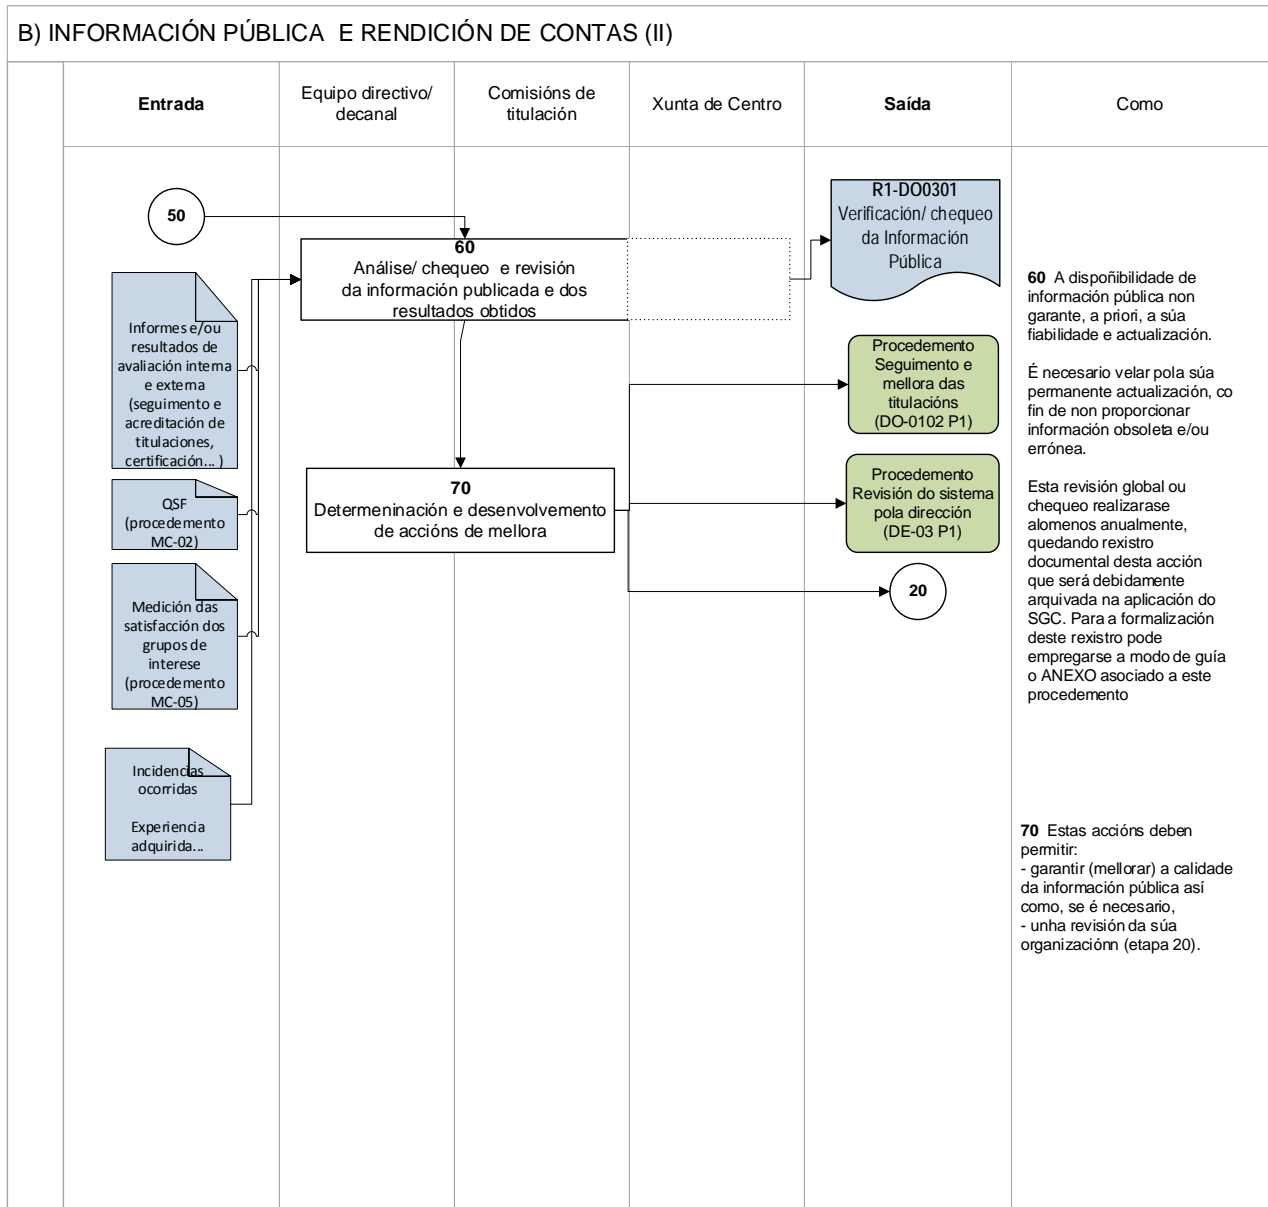 B) INFORMACIÓN PÚBLICA E RENDICIÓN DE CONTAS (II)
Entrada
Equipo directivo/
decanal
Comisións de
titulación
Xunta de Centro
Saída
Como
50
60
Análise/ chequeo e revisión
da información publicada e dos
resultados obtidos
R1-DO0301
Verificación/ chequeo
da Información
Pública
Informes e/ou
resultados de
avaliación interna
e externa
(seguimento e
acreditación de
titulaciones,
certificación... )
QSF
(procedemento
MC-02)
Medición das
satisfacción dos
grupos de
interese
(procedemento
MC-05)
Incidencias
ocorridas
Experiencia
adquirida...
70
Determeninación e desenvolvemento
de accións de mellora
Procedemento
Seguimento e
mellora das
titulacións
(DO-0102 P1)
Procedemento
Revisión do sistema
pola dirección
(DE-03 P1)
20
60 A dispoñibilidade de
información pública non
garante, a priori, a súa
fiabilidade e actualización.
É necesario velar pola súa
permanente actualización, co
fin de non proporcionar
información obsoleta e/ou
errónea.
Esta revisión global ou
chequeo realizarase
alomenos anualmente,
quedando rexistro
documental desta acción
que será debidamente
arquivada na aplicación do
SGC. Para a formalización
deste rexistro pode
empregarse a modo de guía
o ANEXO asociado a este
procedemento
70 Estas accións deben
permitir:
- garantir (mellorar) a calidade
da información pública así
como, se é necesario,
- unha revisión da súa
organizaciónn (etapa 20).